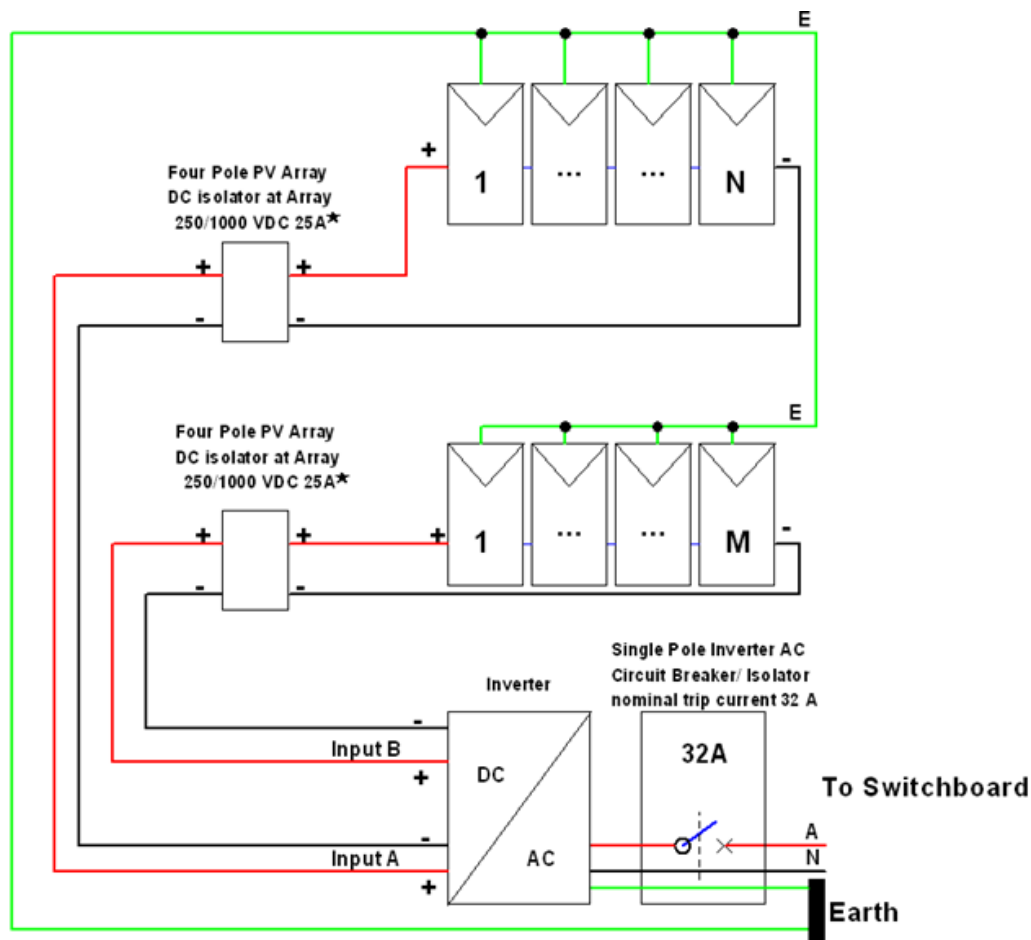 E
+
1
...
...
N
-
Four Pole PV Array
DC isolator at Array
250/1000 VDC 25A★
+
+
-
-
E
Four Pole PV Array
DC isolator at Array
250/1000 VDC 25A★
+
+
+
1
...
...
M
-
-
-
Single Pole Inverter AC
Circuit Breaker/ Isolator
nominal trip current 32 A
Inverter
-
Input B
+
DC
32A
To Switchboard
-
Input A
+
AC
A
N
Earth